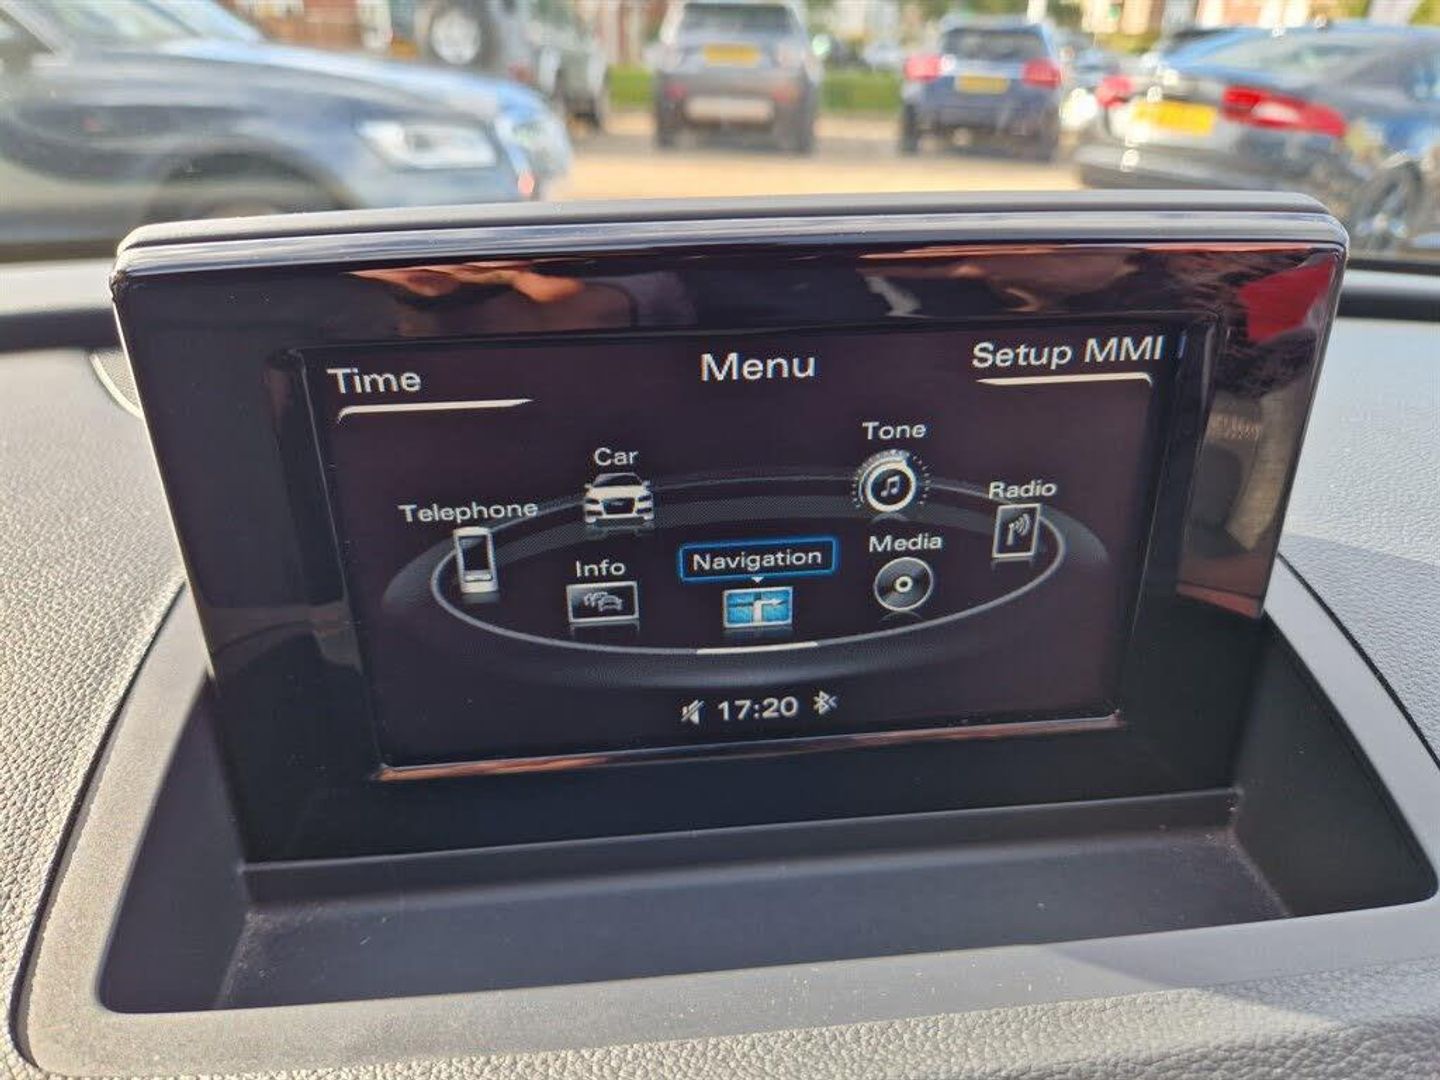 Time
Menu
Setup MMI
Tone
Car
Radio
Telephone
Media
Navigation
Info
17:20